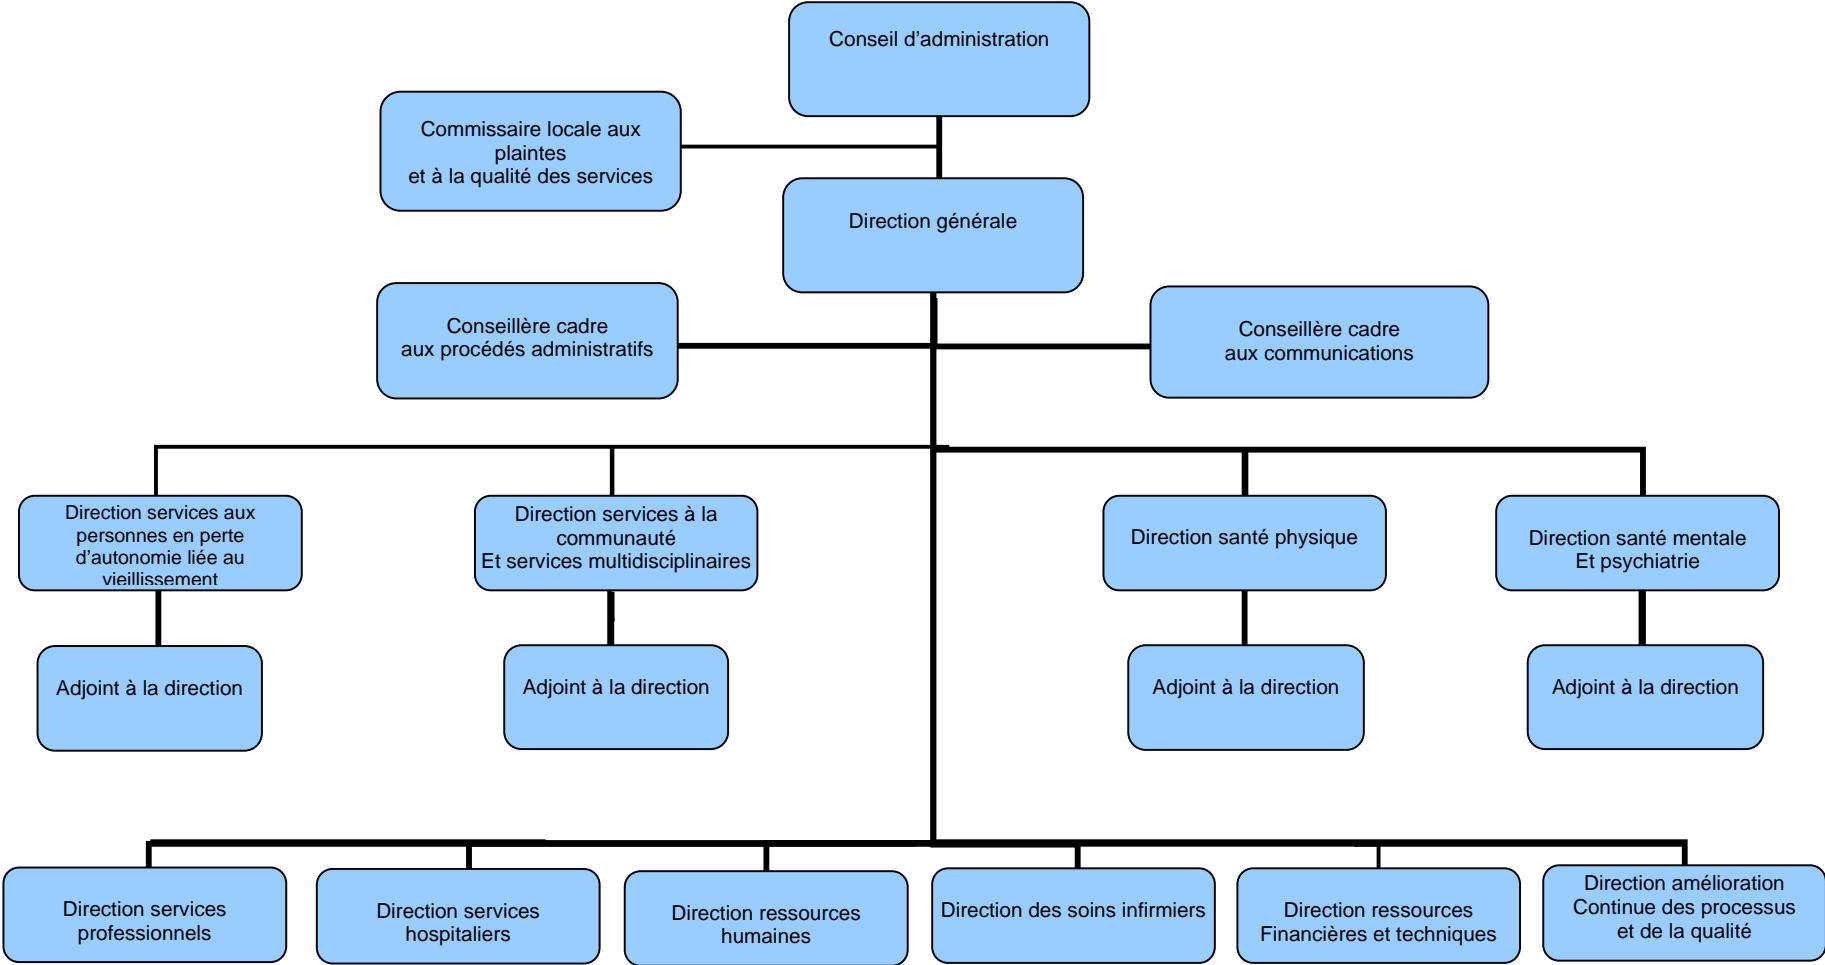 Conseil d'administration
Commissaire locale aux
plaintes
et à la qualité des services
Direction générale
Conseillère cadre
aux procédés administratifs
Conseillère cadre
aux communications
Direction services aux
personnes en perte
d'autonomie liée au
vieillissement
Direction services à la
communauté
Et services multidisciplinaires
Direction santé physique
Direction santé mentale
Et psychiatrie
Adjoint à la direction
Adjoint à la direction
Adjoint à la direction
Adjoint à la direction
Direction services
professionnels
Direction services
hospitaliers
Direction ressources
humaines
Direction des soins infirmiers
Direction ressources
Financières et techniques
Direction amélioration
Continue des processus
et de la qualité